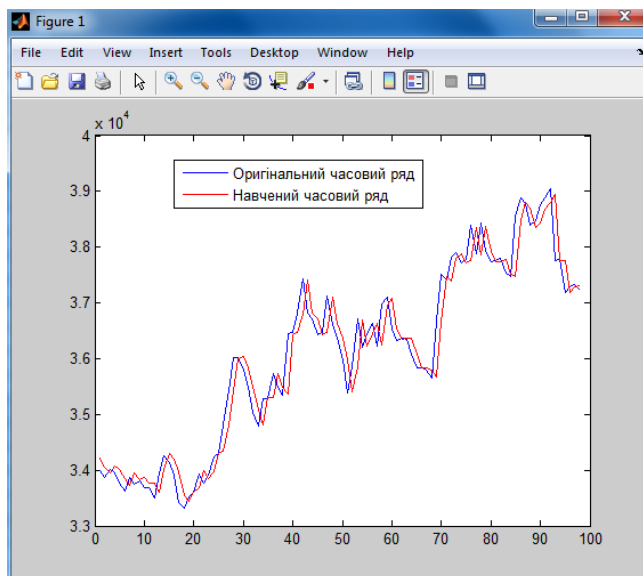 Figure 1
File Edit View Insert Tools Desktop Window Help
x 10⁴
4
3.9
3.8
3.7
3.6
3.5
3.4
3.3
Оригінальний часовий ряд
Навчений часовий ряд
0 10 20 30 40 50 60 70 80 90 100